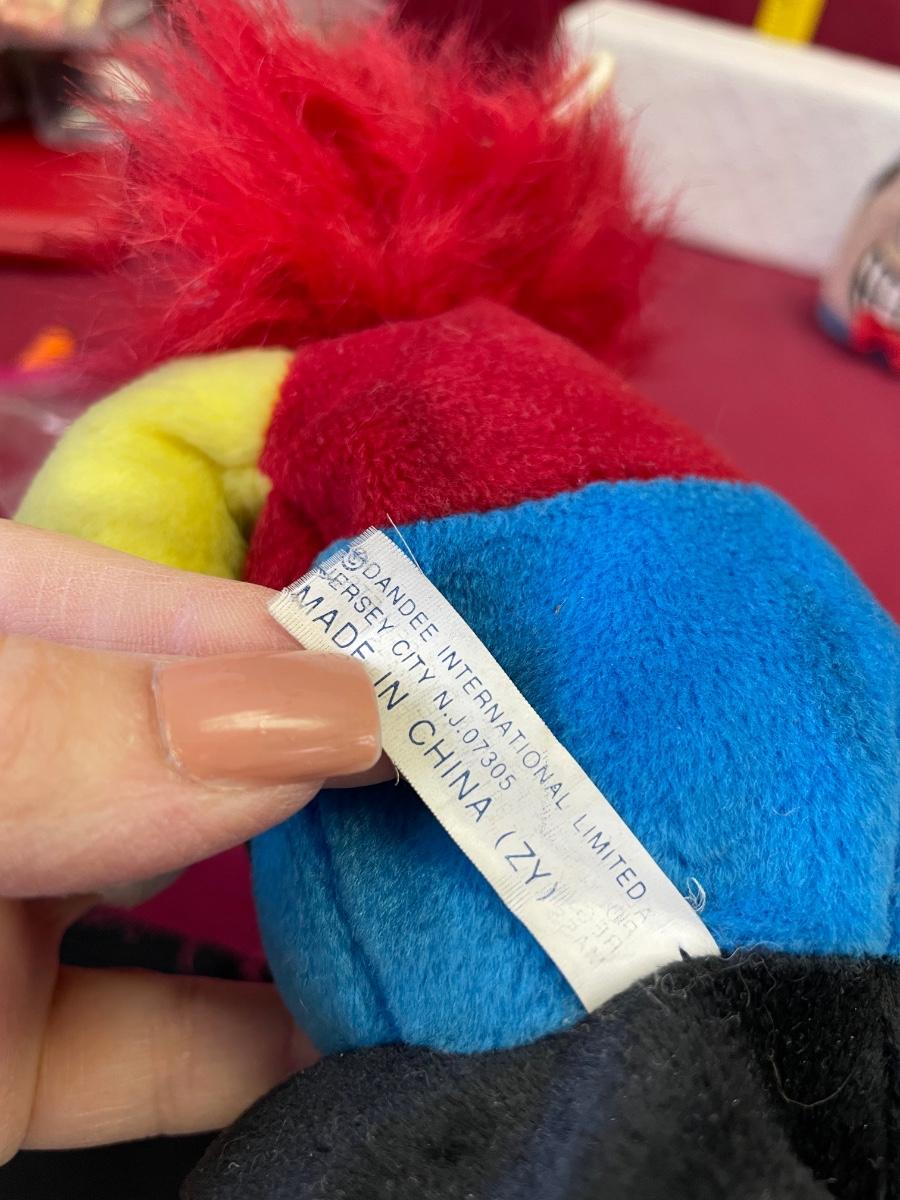 ©DANDEE INTERNATIONAL LIMITED
JERSEY CITY N.J.07305
MADE IN CHINA (ZY)